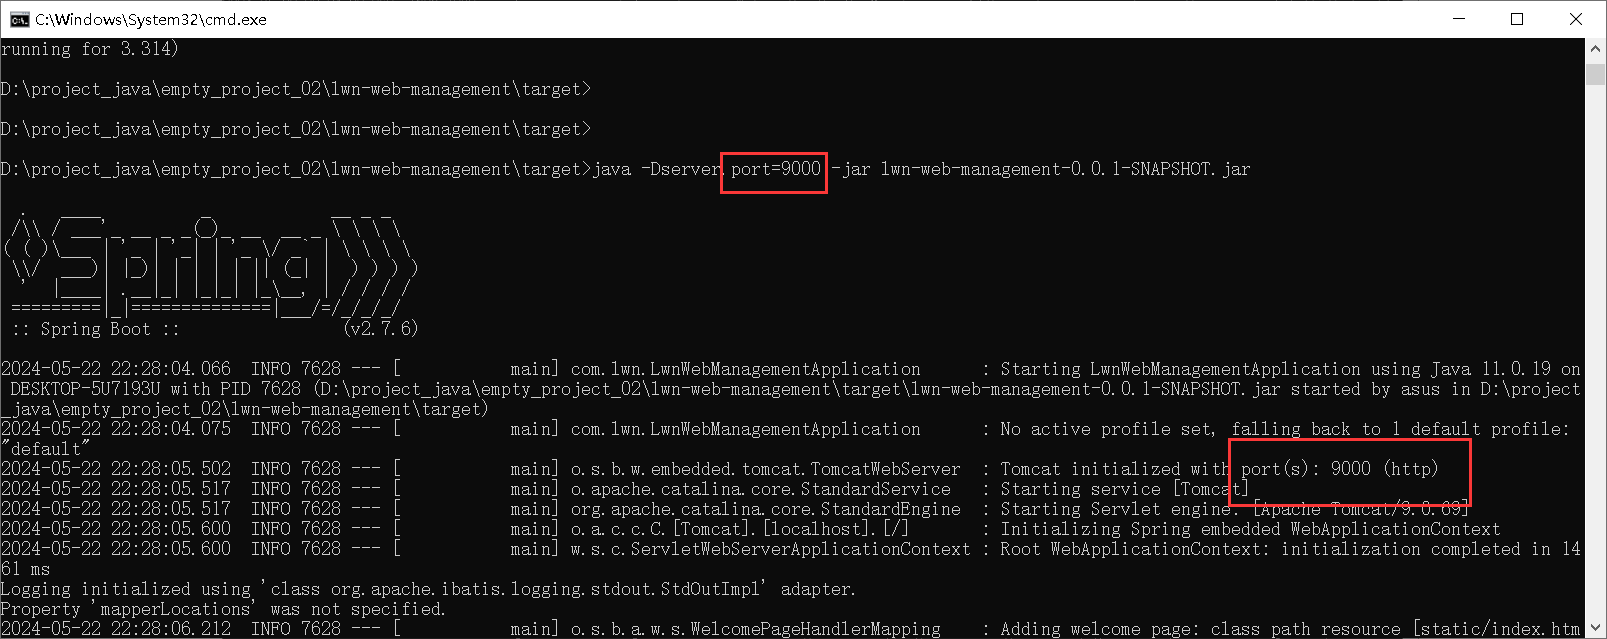 C:\Windows\System32\cmd.exe
running for 3.314)
D:\project_java\empty_project_02\lwn-web-management\target>
D:\project_java\empty_project_02\lwn-web-management\target>
D:\project_java\empty_project_02\lwn-web-management\target>java -Dserver.port=9000 -jar lwn-web-management-0.0.1-SNAPSHOT.jar
Spring
:: Spring Boot ::                (v2.7.6)
2024-05-22 22:28:04.066  INFO 7628 --- [           main] com.lwn.LwnWebManagementApplication      : Starting LwnWebManagementApplication using Java 11.0.19 on
DESKTOP-5U7193U with PID 7628 (D:\project_java\empty_project_02\lwn-web-management\target\lwn-web-management-0.0.1-SNAPSHOT.jar started by asus in D:\project
_java\empty_project_02\lwn-web-management\target)
2024-05-22 22:28:04.075  INFO 7628 --- [           main] com.lwn.LwnWebManagementApplication      : No active profile set, falling back to 1 default profile:
"default"
2024-05-22 22:28:05.502  INFO 7628 --- [           main] o.s.b.w.embedded.tomcat.TomcatWebServer  : Tomcat initialized with port(s): 9000 (http)
2024-05-22 22:28:05.517  INFO 7628 --- [           main] o.apache.catalina.core.StandardService   : Starting service [Tomcat]
2024-05-22 22:28:05.517  INFO 7628 --- [           main] org.apache.catalina.core.StandardEngine  : Starting Servlet engine: [Apache Tomcat/9.0.69]
2024-05-22 22:28:05.600  INFO 7628 --- [           main] o.a.c.c.C.[Tomcat].[localhost].[/]       : Initializing Spring embedded WebApplicationContext
2024-05-22 22:28:05.600  INFO 7628 --- [           main] w.s.c.ServletWebServerApplicationContext : Root WebApplicationContext: initialization completed in 14
61 ms
Logging initialized using 'class org.apache.ibatis.logging.stdout.StdOutImpl' adapter.
Property 'mapperLocations' was not specified.
2024-05-22 22:28:06.212  INFO 7628 --- [           main] o.s.b.a.w.s.WelcomePageHandlerMapping    : Adding welcome page: class path resource [static/index.htm